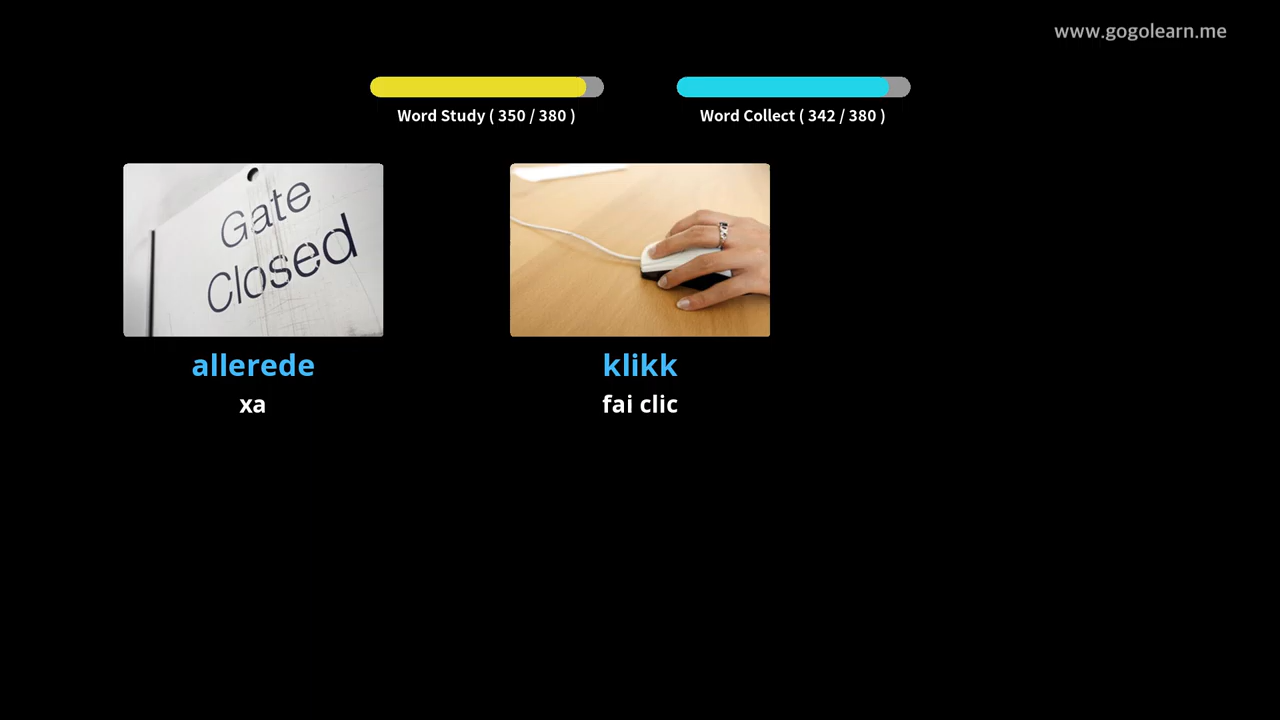 www.gogolearn.me
Word Study ( 350 / 380 )
Word Collect ( 342 / 380 )
Gate
Closed
allerede
klikk
xa
fai clic